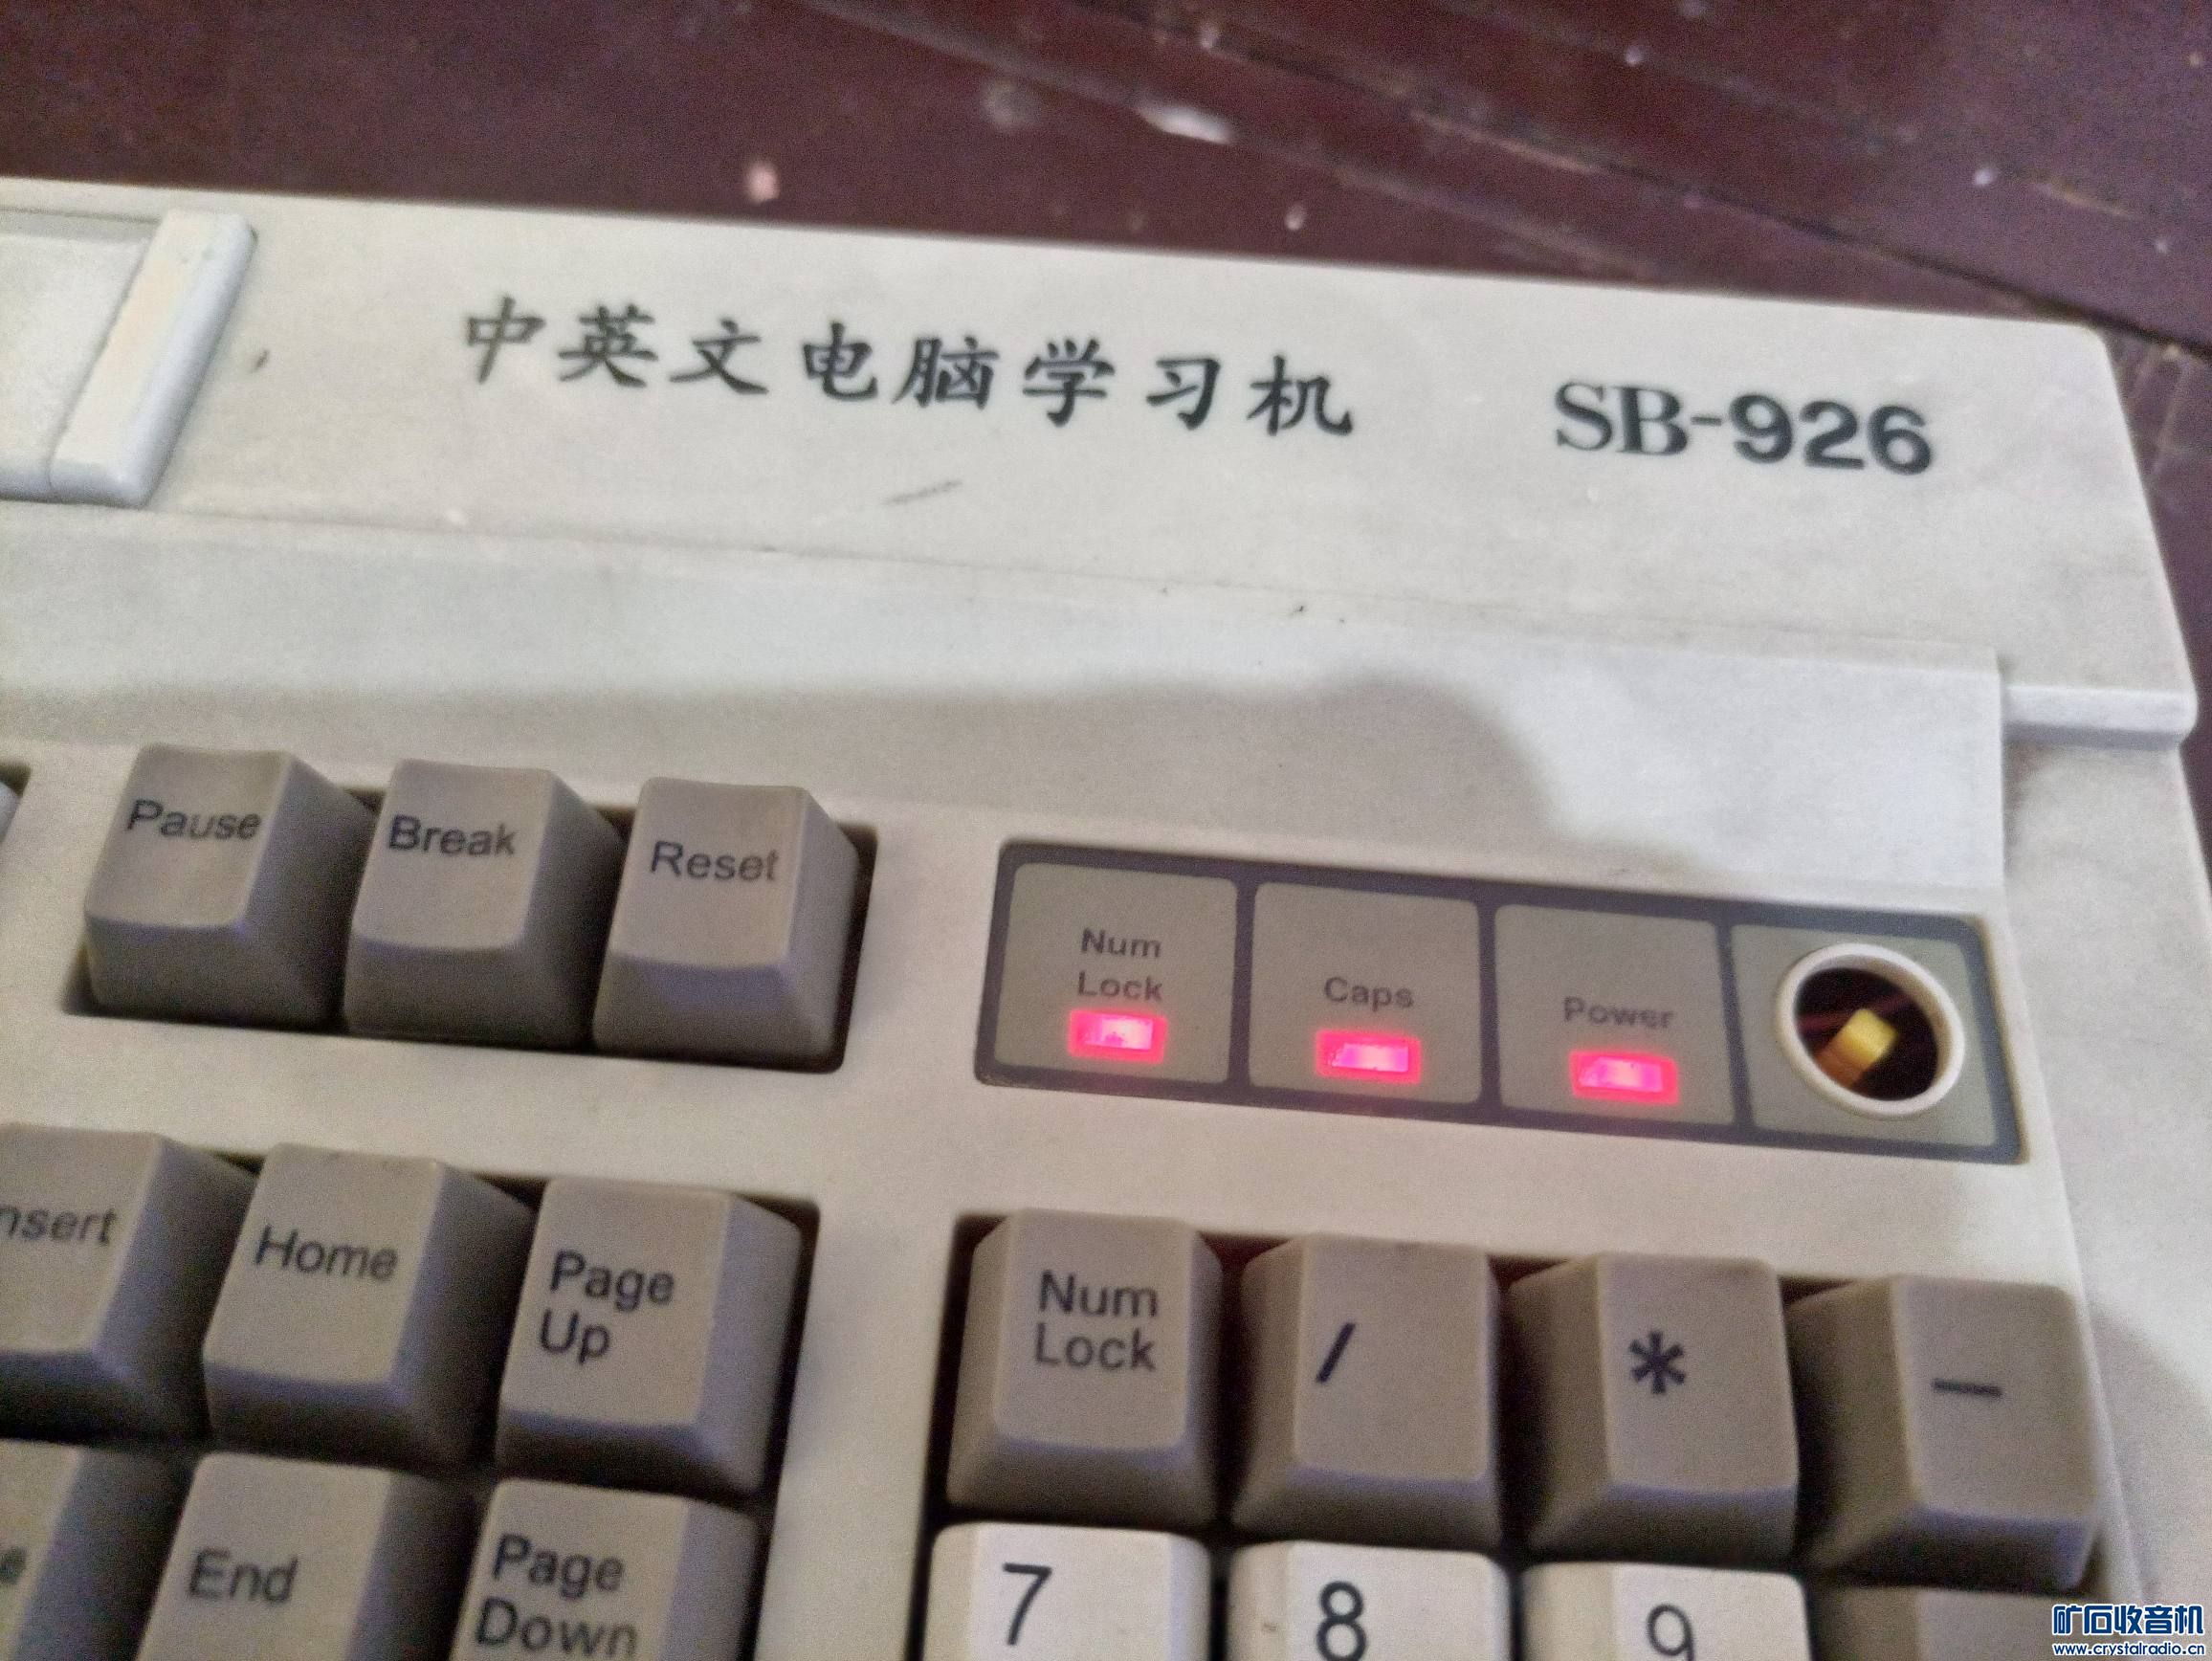 中英文电脑学习机 SB-926
Pause Break Reset
Num Lock
Caps
Power
nsert Home Page Up
Num Lock / * -
End Page Down
7 8 9
矿石收音机
www.crystalradio.cn